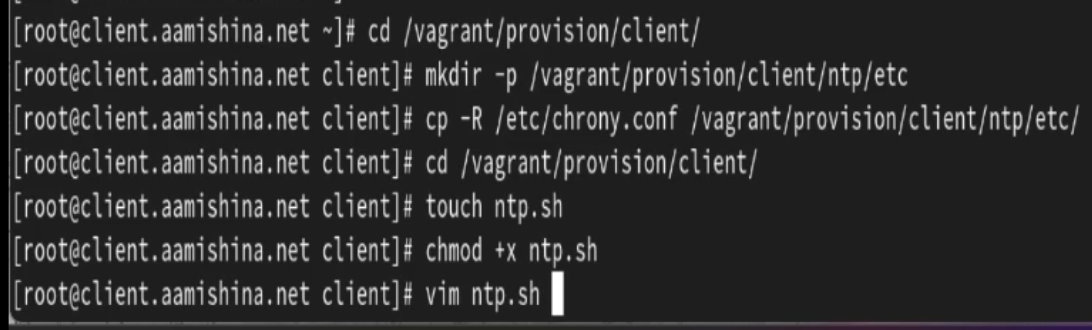 [root@client.aamishina.net ~]# cd /vagrant/provision/client/
[root@client.aamishina.net client]# mkdir -p /vagrant/provision/client/ntp/etc
[root@client.aamishina.net client]# cp -R /etc/chrony.conf /vagrant/provision/client/ntp/etc/
[root@client.aamishina.net client]# cd /vagrant/provision/client/
[root@client.aamishina.net client]# touch ntp.sh
[root@client.aamishina.net client]# chmod +x ntp.sh
[root@client.aamishina.net client]# vim ntp.sh